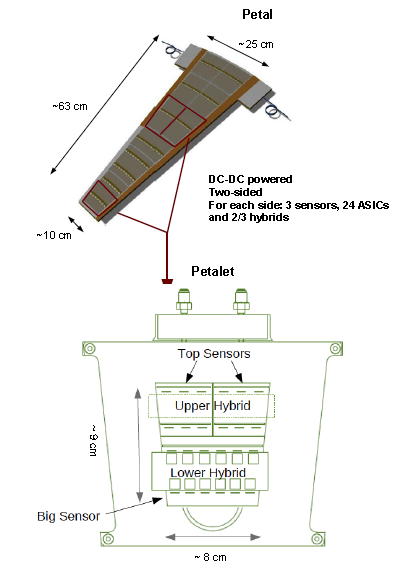 Petal
~25 cm
~63 cm
DC-DC powered
Two-sided
For each side: 3 sensors, 24 ASICs
and 2/3 hybrids
~10 cm
Petalet
Top Sensors
Upper Hybrid
~ 9 cm
Lower Hybrid
Big Sensor
~ 8 cm